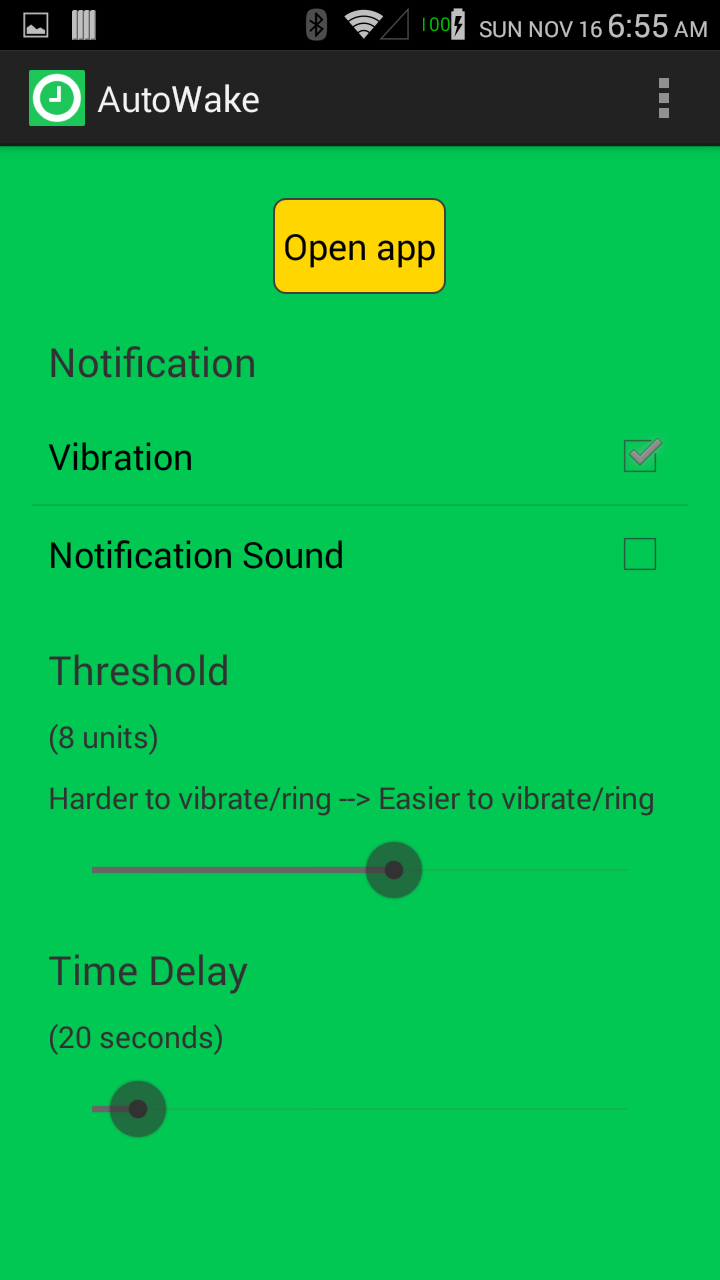 100 SUN NOV 16 6:55 AM
AutoWake
Open app
Notification
Vibration
Notification Sound
Threshold
(8 units)
Harder to vibrate/ring --> Easier to vibrate/ring
Time Delay
(20 seconds)